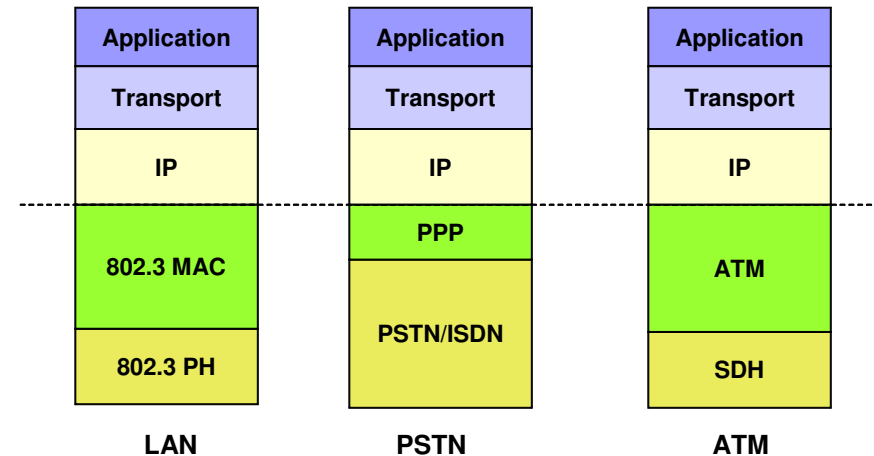 Application
Transport
IP
802.3 MAC
802.3 PH
LAN
Application
Transport
IP
PPP
PSTN/ISDN
PSTN
Application
Transport
IP
ATM
SDH
ATM